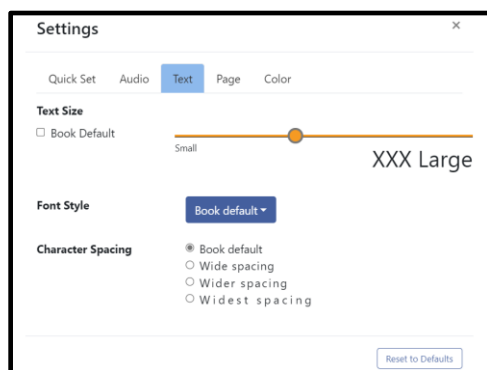 Settings ×
Quick Set Audio Text Page Color
Text Size
Book Default
Small
XXX Large
Font Style Book default
Character Spacing Book default
Wide spacing
Wider spacing
Widest spacing
Reset to Defaults